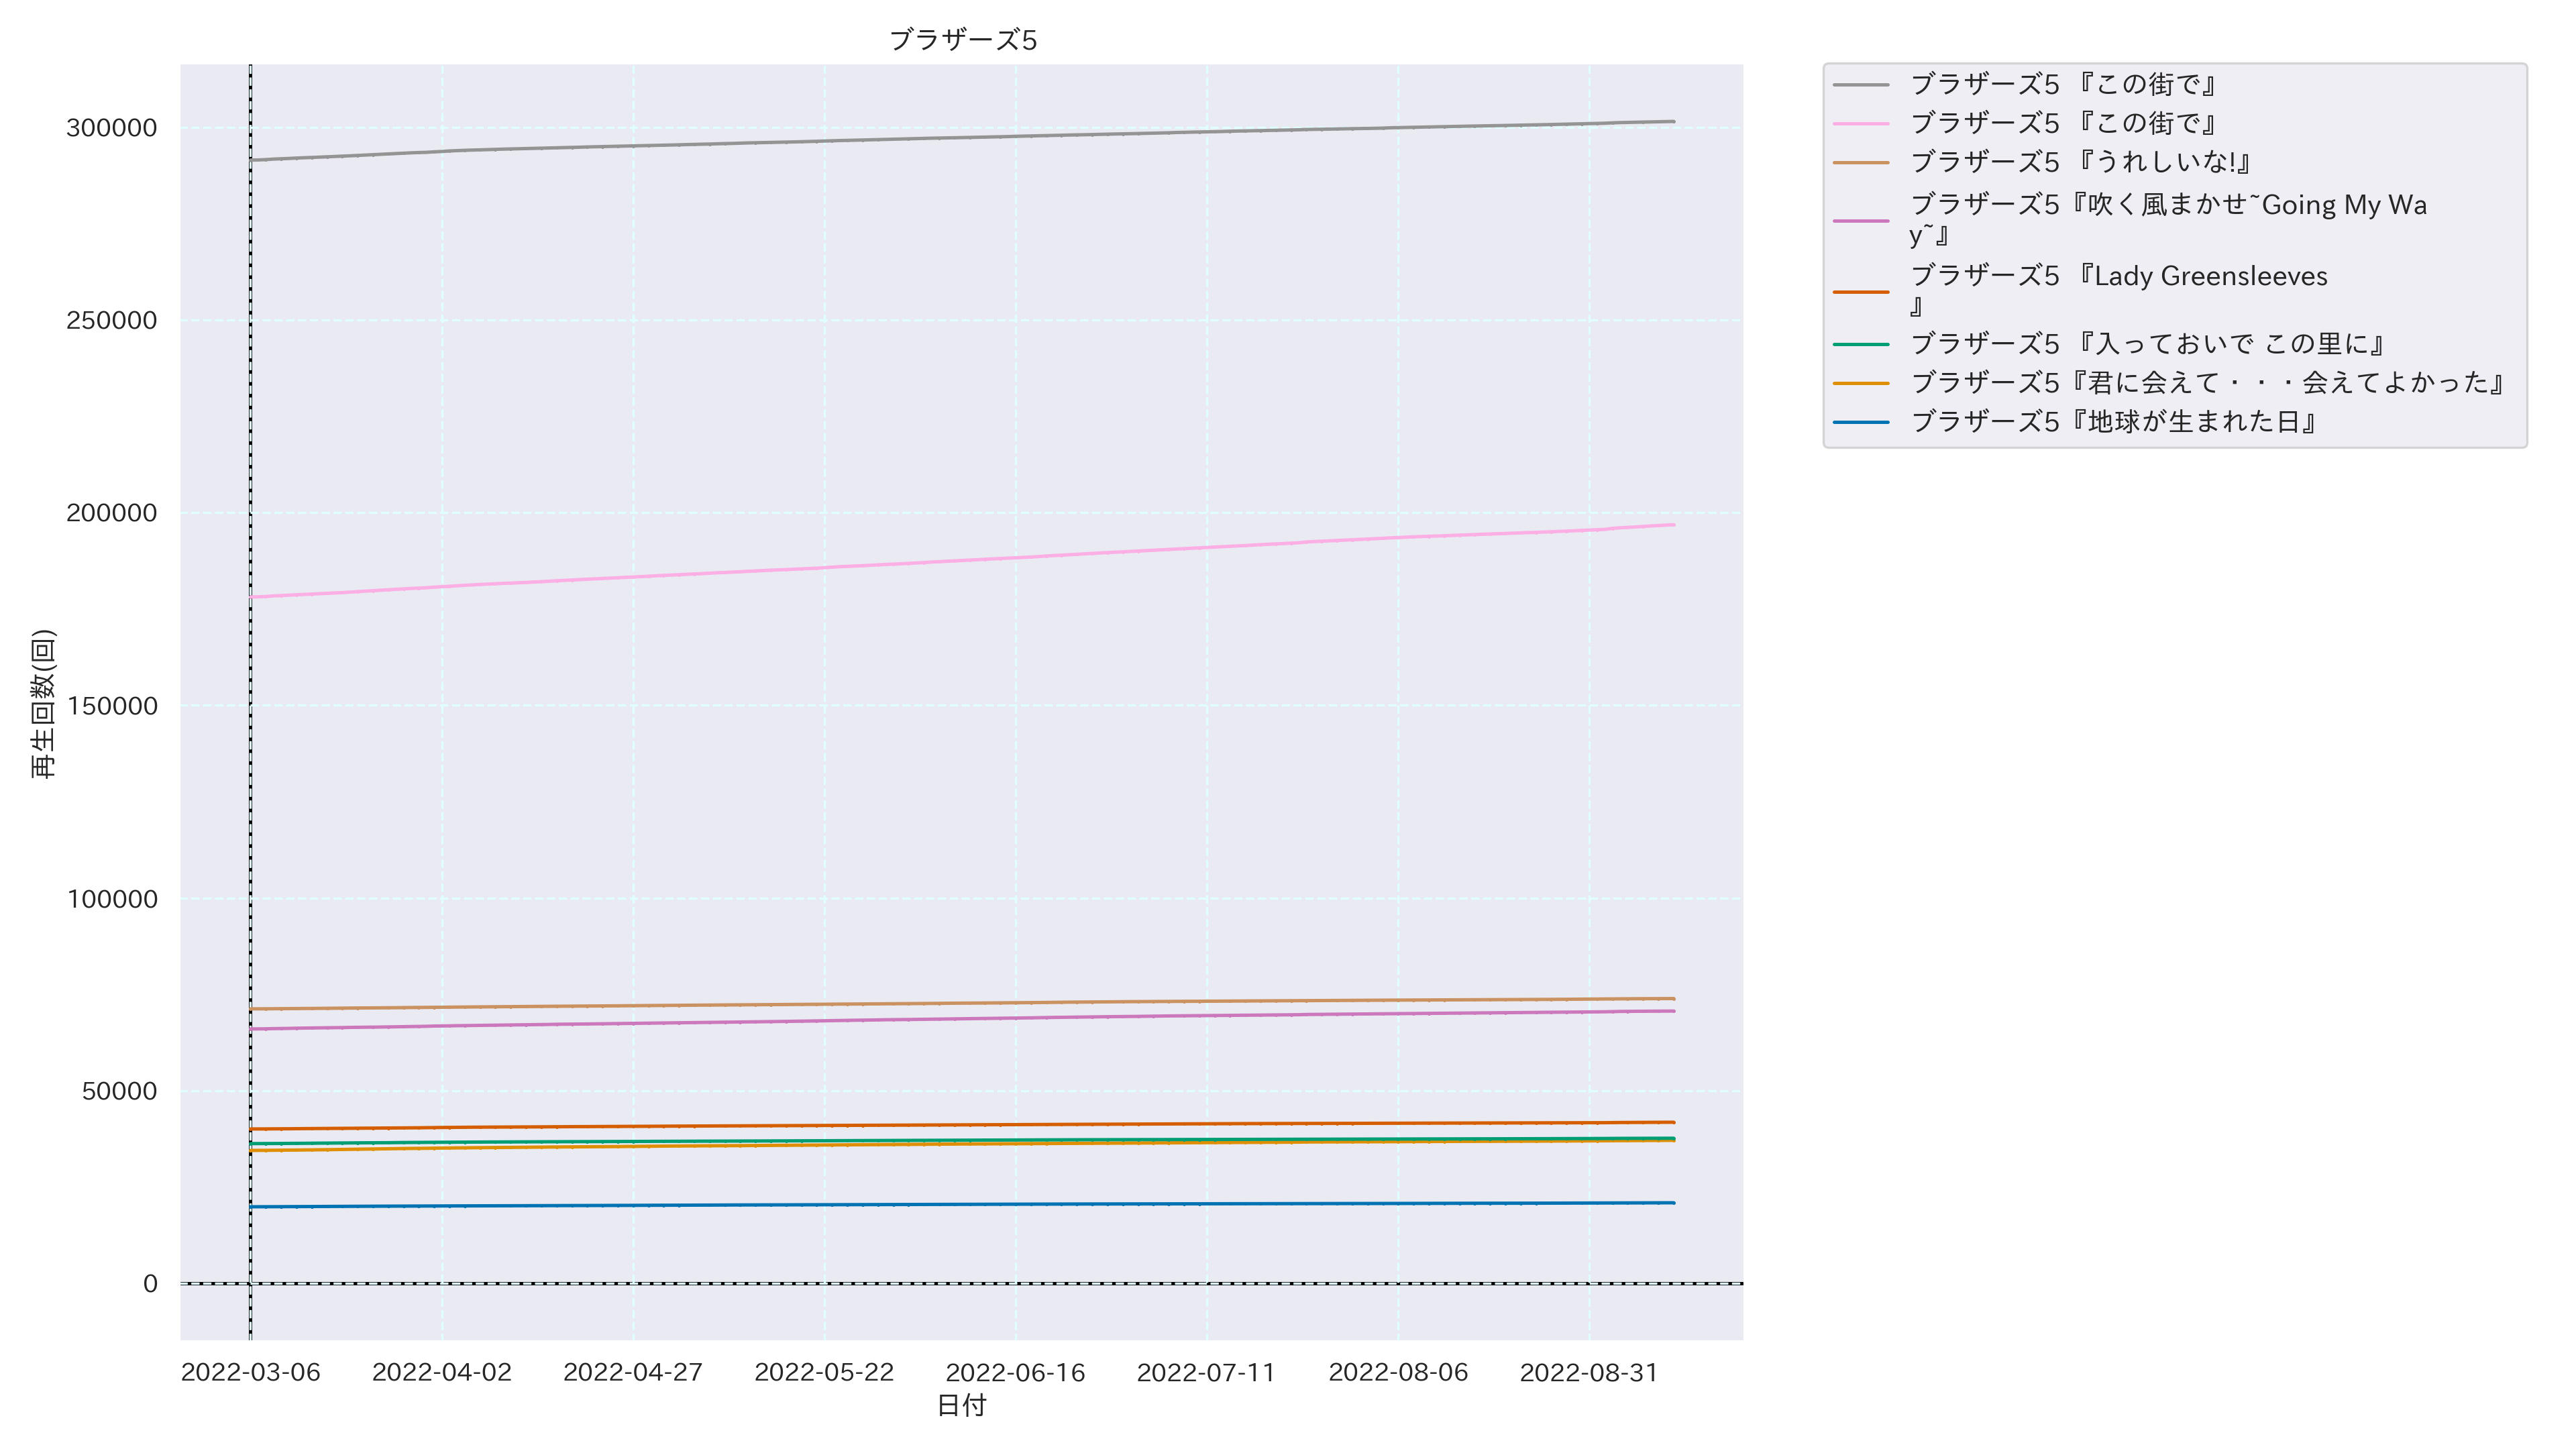 ブラザーズ5
300000
250000
200000
150000
100000
50000
0
再生回数(回)
2022-03-06 2022-04-02 2022-04-27 2022-05-22 2022-06-16 2022-07-11 2022-08-06 2022-08-31
日付
ブラザーズ5 『この街で』
ブラザーズ5 『この街で』
ブラザーズ5 『うれしいな!』
ブラザーズ5『吹く風まかせ~Going My Wa
y~』
ブラザーズ5 『Lady Greensleeves
』
ブラザーズ5 『入っておいで この里に』
ブラザーズ5『君に会えて・・・会えてよかった』
ブラザーズ5『地球が生まれた日』